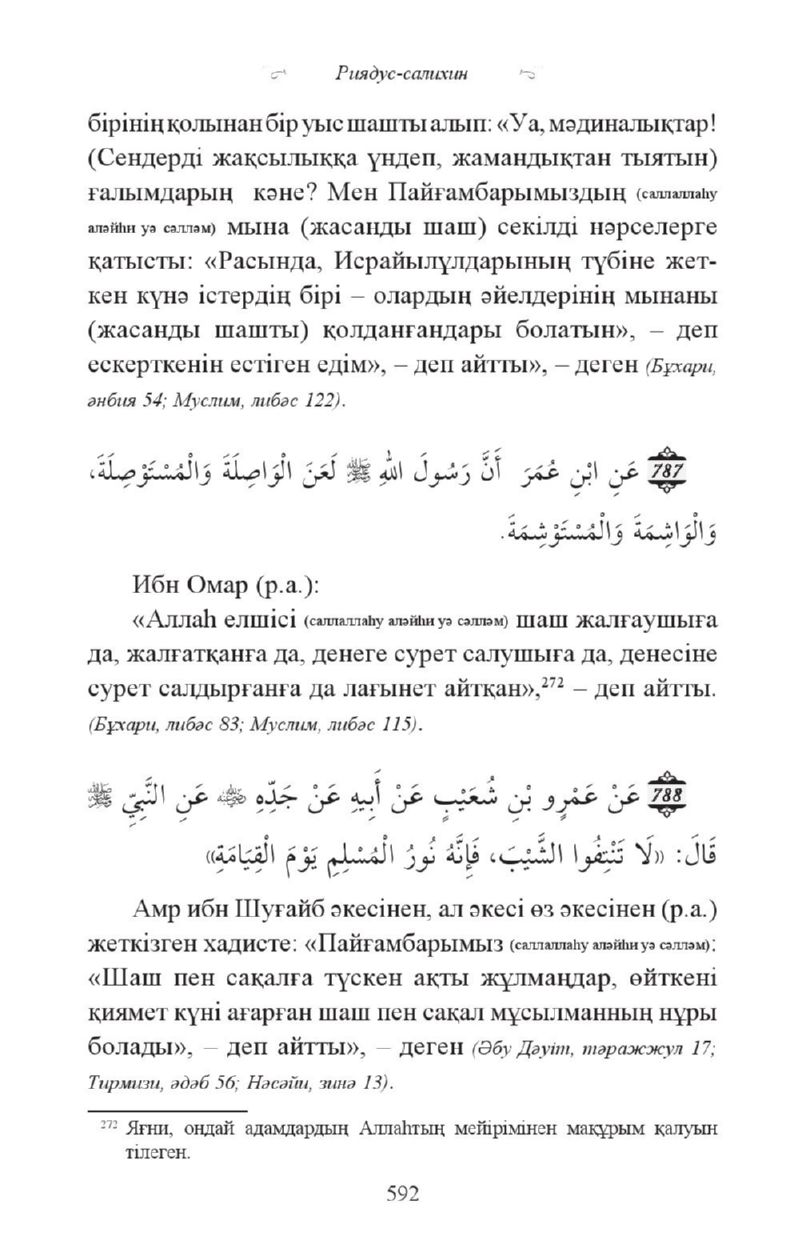 Риядус-салихин
бірінің қолынан бір уыс шашты алып: «Уа, мәдиналықтар!
(Сендерді жақсылыққа үндеп, жамандықтан тыятын)
ғалымдарың кәне? Мен Пайғамбарымыздың (саллаллаһу
аләйһи уә сәлләм) мына (жасанды шаш) секілді нәрселерге
қатысты: «Расында, Исрайылұлдарының түбіне жет-
кен күнә істердің бірі – олардың әйелдерінің мынаны
(жасанды шашты) қолданғандары болатын», – деп
ескерткенін естіген едім», – деп айтты», – деген (Бұхари,
әнбия 54; Муслим, либәс 122).
787 عَنِ ابْنِ عُمَرَ أَنَّ رَسُولَ اللهِ ﷺ لَعَنَ الْوَاصِلَةَ وَالْمُسْتَوْصِلَةَ،
وَالْوَاشِمَةَ وَالْمُسْتَوْشِمَةَ.
Ибн Омар (р.а.):
«Аллаһ елшісі (саллаллаһу аләйһи уә сәлләм) шаш жалғаушыға
да, жалғатқанға да, денеге сурет салушыға да, денесіне
сурет салдырғанға да лағынет айтқан»,²⁷² – деп айтты.
(Бұхари, либәс 83; Муслим, либәс 115).
788 عَنْ عَمْرِو بْنِ شُعَيْبٍ عَنْ أَبِيهِ عَنْ جَدِّهِ ﷺ عَنِ النَّبِيِّ ﷺ
قَالَ: «لَا تَنْتِفُوا الشَّيْبَ، فَإِنَّهُ نُورُ الْمُسْلِمِ يَوْمَ الْقِيَامَةِ»
Амр ибн Шуғайб әкесінен, ал әкесі өз әкесінен (р.а.)
жеткізген хадисте: «Пайғамбарымыз (саллаллаһу аләйһи уә сәлләм):
«Шаш пен сақалға түскен ақты жұлмаңдар, өйткені
қиямет күні ағарған шаш пен сақал мұсылманның нұры
болады», – деп айтты», – деген (Әбу Дәуіт, тәражжул 17;
Тирмизи, әдәб 56; Нәсәйи, зинә 13).
²⁷² Яғни, ондай адамдардың Аллаһтың мейірімінен мақұрым қалуын
тілеген.
592